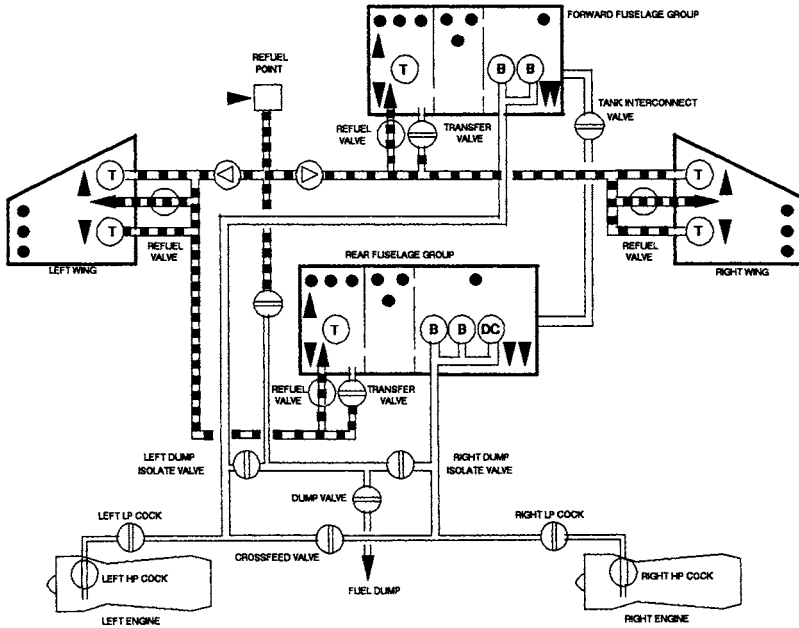 FORWARD FUSELAGE GROUP
REFUEL
POINT
T
B
B
TANK INTERCONNECT
VALVE
REFUEL
VALVE
TRANSFER
VALVE
T
T
REFUEL
VALVE
T
T
REFUEL
VALVE
LEFT WING
RIGHT WING
REAR FUSELAGE GROUP
T
B
B
DC
REFUEL
VALVE
TRANSFER
VALVE
LEFT DUMP
ISOLATE VALVE
RIGHT DUMP
ISOLATE VALVE
DUMP VALVE
LEFT LP COCK
RIGHT LP COCK
CROSSFEED VALVE
LEFT HP COCK
RIGHT HP COCK
FUEL DUMP
LEFT ENGINE
RIGHT ENGINE